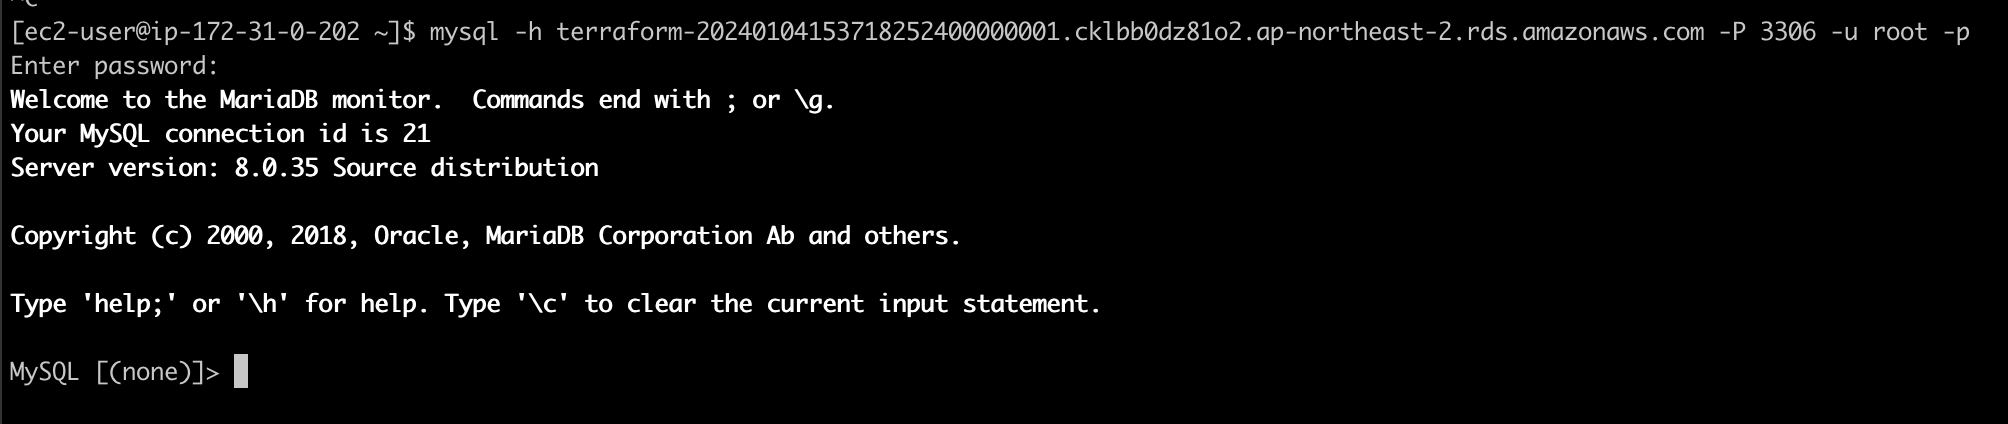 [ec2-user@ip-172-31-0-202 ~]$ mysql -h terraform-20240104153718252400000001.cklbb0dz81o2.ap-northeast-2.rds.amazonaws.com -P 3306 -u root -p
Enter password:
Welcome to the MariaDB monitor.  Commands end with ; or \g.
Your MySQL connection id is 21
Server version: 8.0.35 Source distribution
Copyright (c) 2000, 2018, Oracle, MariaDB Corporation Ab and others.
Type 'help;' or '\h' for help. Type '\c' to clear the current input statement.
MySQL [(none)]>